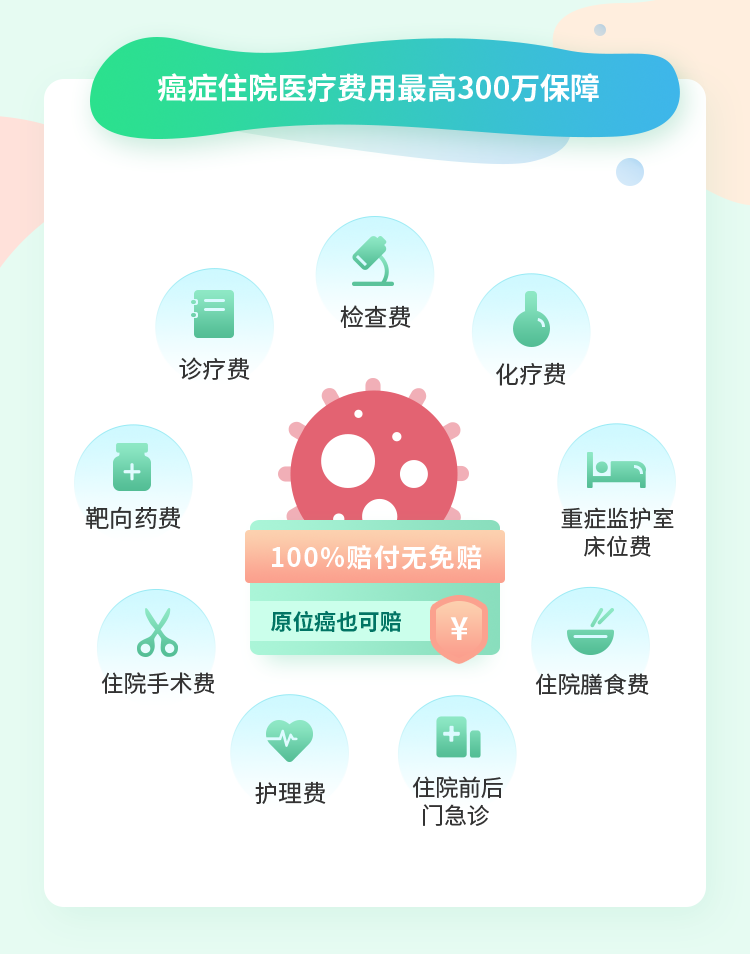 癌症住院医疗费用最高300万保障
检查费
诊疗费
化疗费
靶向药费
重症监护室
床位费
100%赔付无免赔
原位癌也可赔
¥
住院手术费
住院膳食费
护理费
住院前后
门急诊